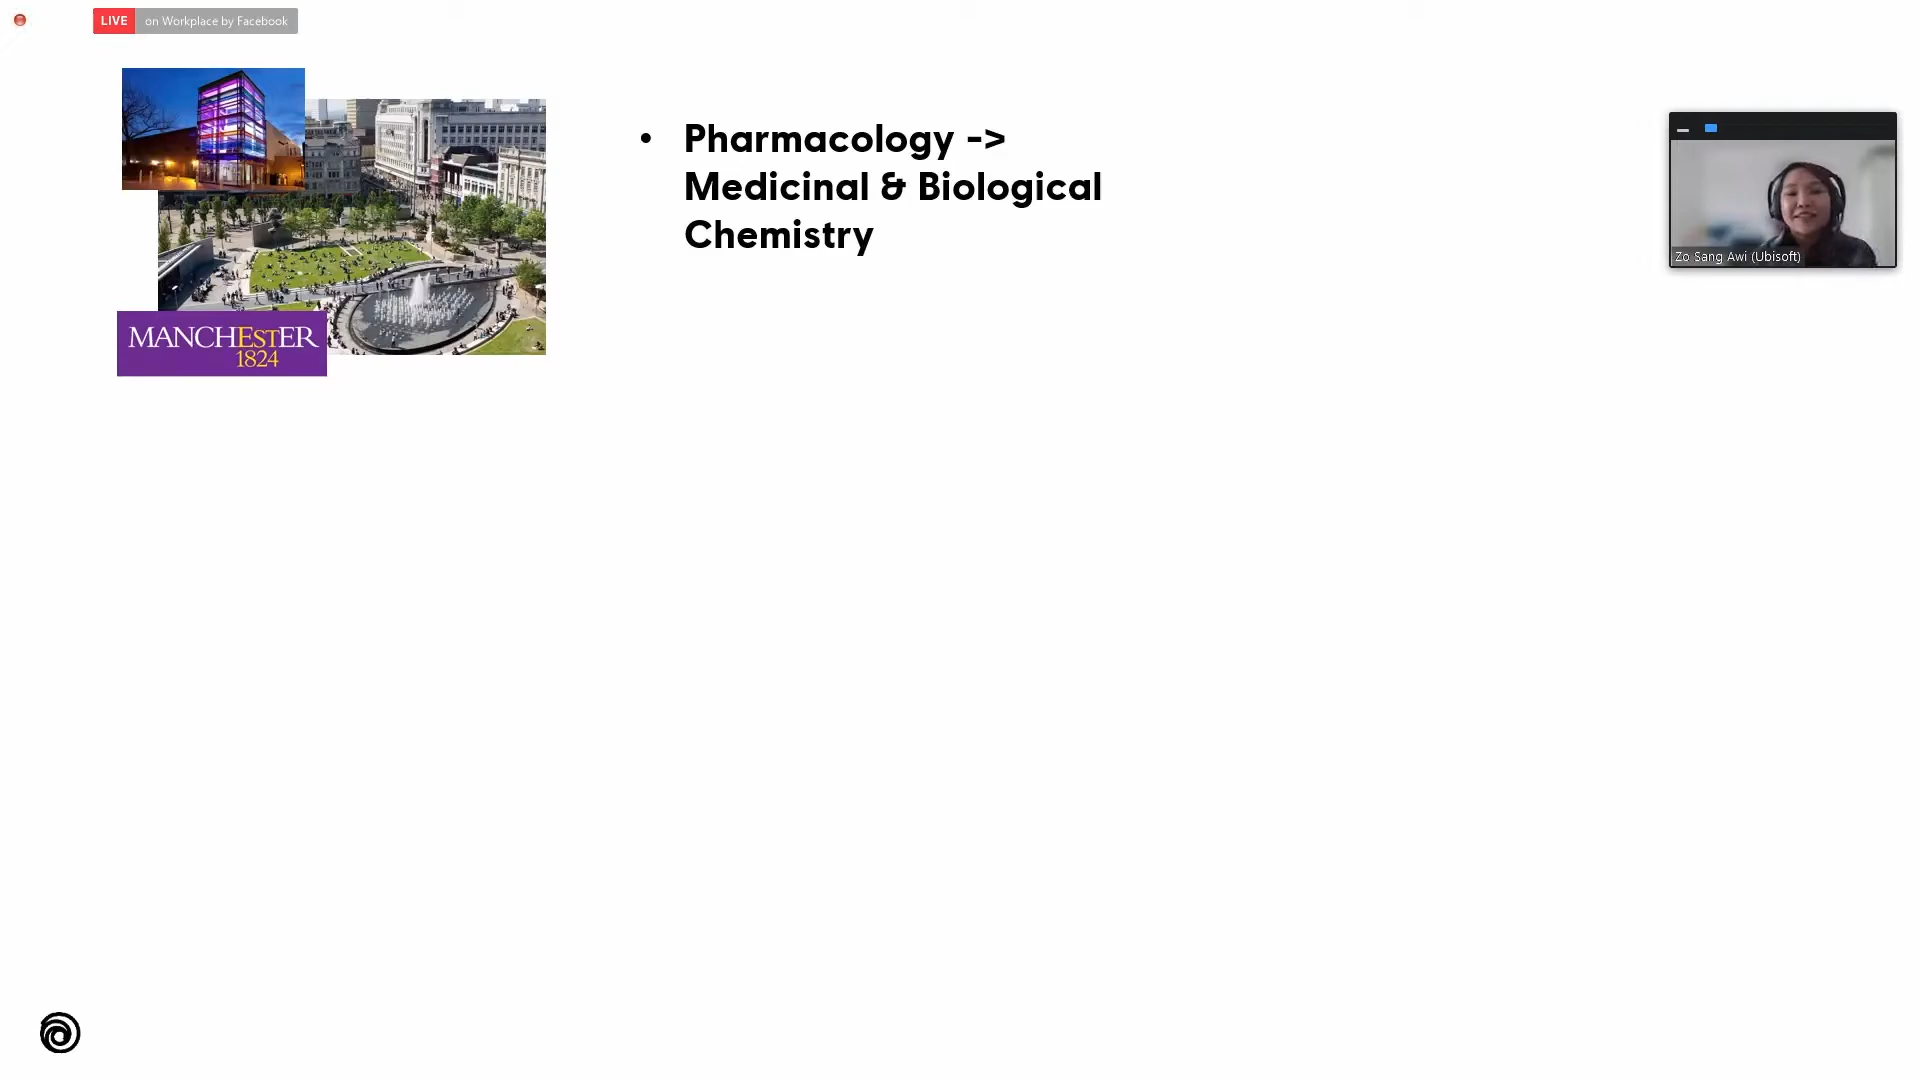 LIVE on Workplace by Facebook
• Pharmacology ->
Medicinal & Biological
Chemistry
MANCHEsTER
1824
Zo Sang Awi (Ubisoft)